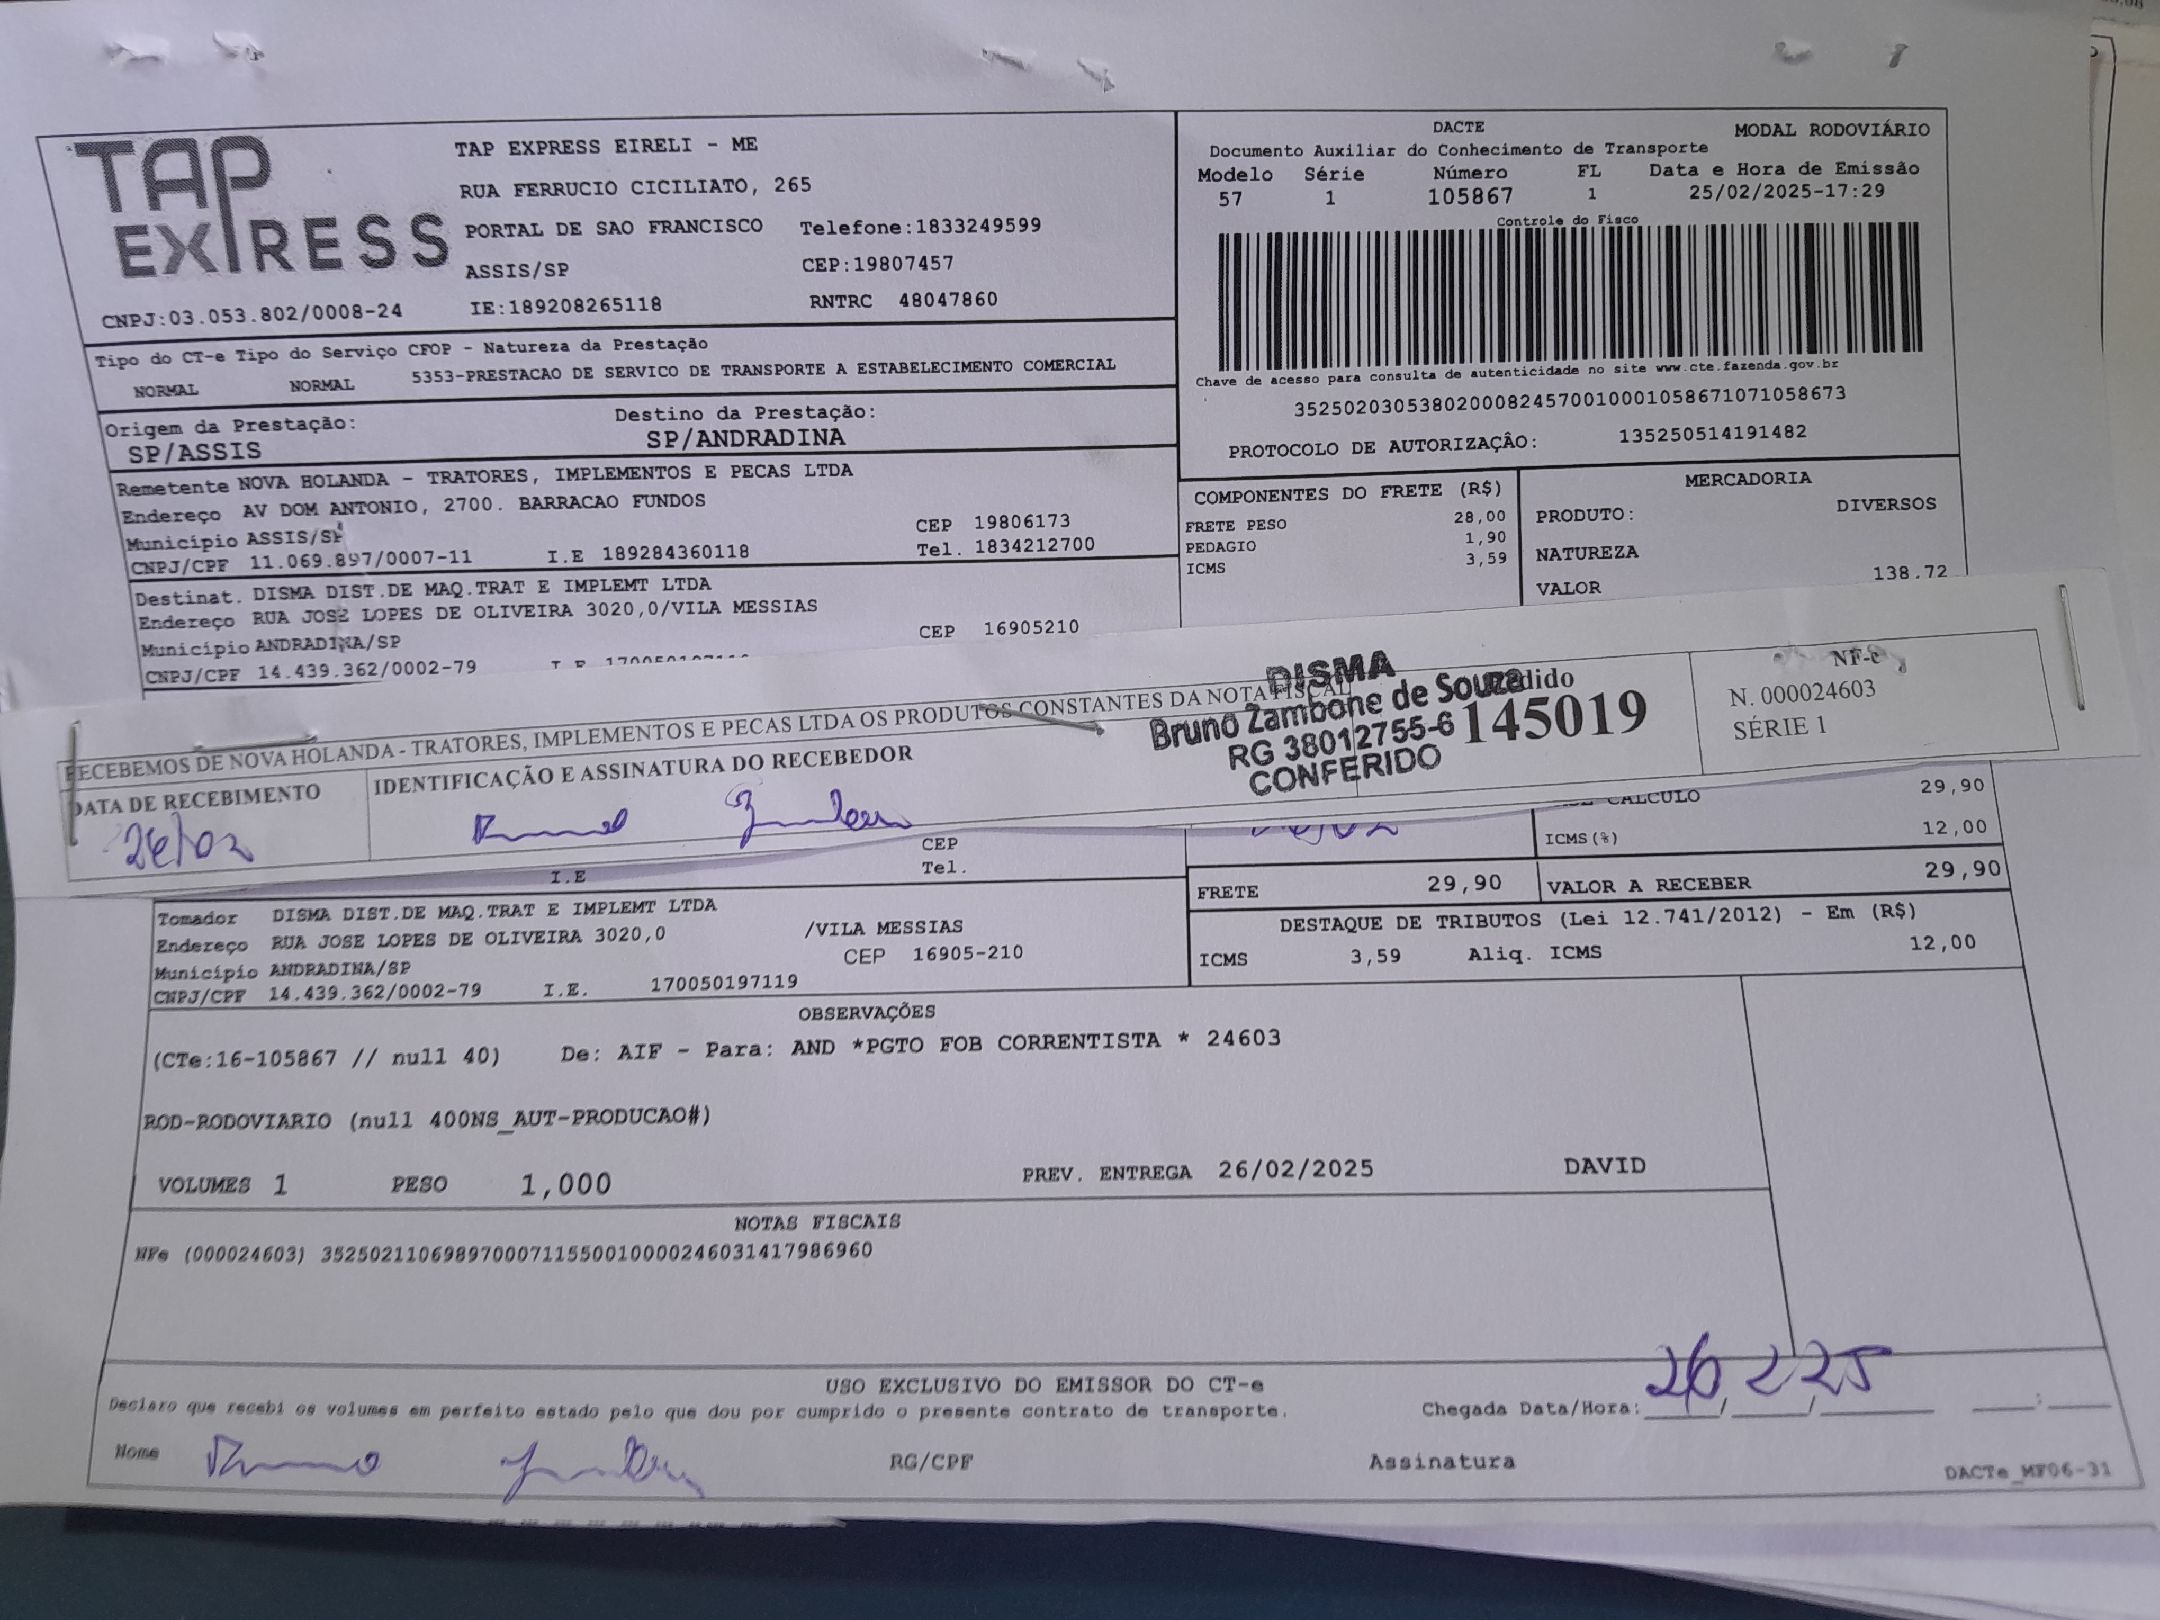 TAP EXPRESS
TAP EXPRESS EIRELI - ME
RUA FERRUCIO CICILIATO, 265
PORTAL DE SAO FRANCISCO Telefone:1833249599
ASSIS/SP CEP:19807457
CNPJ:03.053.802/0008-24 IE:189208265118 RNTRC 48047860
DACTE MODAL RODOVIÁRIO
Documento Auxiliar do Conhecimento de Transporte
Modelo Série Número FL Data e Hora de Emissão
57 1 105867 1 25/02/2025-17:29
Controle do Fisco
Chave de acesso para consulta de autenticidade no site www.cte.fazenda.gov.br
35250203053802000824570010001058671071058673
PROTOCOLO DE AUTORIZAÇÂO: 135250514191482
Tipo do CT-e Tipo do Serviço CFOP - Natureza da Prestação
NORMAL NORMAL 5353-PRESTACAO DE SERVICO DE TRANSPORTE A ESTABELECIMENTO COMERCIAL
Origem da Prestação: Destino da Prestação:
SP/ASSIS SP/ANDRADINA
Remetente NOVA HOLANDA - TRATORES, IMPLEMENTOS E PECAS LTDA
Endereço AV DOM ANTONIO, 2700. BARRACAO FUNDOS
Município ASSIS/SP CEP 19806173
CNPJ/CPF 11.069.897/0007-11 I.E 189284360118 Tel. 1834212700
Destinat. DISMA DIST.DE MAQ.TRAT E IMPLEMT LTDA
Endereço RUA JOSE LOPES DE OLIVEIRA 3020,0/VILA MESSIAS
Município ANDRADINA/SP CEP 16905210
CNPJ/CPF 14.439.362/0002-79
COMPONENTES DO FRETE (R$)
FRETE PESO 28,00
PEDAGIO 1,90
ICMS 3,59
MERCADORIA
PRODUTO: DIVERSOS
NATUREZA
VALOR 138,72
RECEBEMOS DE NOVA HOLANDA - TRATORES, IMPLEMENTOS E PECAS LTDA OS PRODUTOS CONSTANTES DA NOTA FISCAL
DATA DE RECEBIMENTO IDENTIFICAÇÃO E ASSINATURA DO RECEBEDOR
26/02
DISMA
Bruno Zambone de Souza
RG 38012755-6
CONFERIDO
145019
NF-e
N. 000024603
SÉRIE 1
CALCULO 29,90
ICMS(%) 12,00
CEP
I.E Tel.
FRETE 29,90 VALOR A RECEBER 29,90
DESTAQUE DE TRIBUTOS (Lei 12.741/2012) - Em (R$)
ICMS 3,59 Aliq. ICMS 12,00
Tomador DISMA DIST.DE MAQ.TRAT E IMPLEMT LTDA
Endereço RUA JOSE LOPES DE OLIVEIRA 3020,0 /VILA MESSIAS
Município ANDRADINA/SP CEP 16905-210
CNPJ/CPF 14.439.362/0002-79 I.E. 170050197119
OBSERVAÇÕES
(CTe:16-105867 // null 40) De: AIF - Para: AND *PGTO FOB CORRENTISTA * 24603
ROD-RODOVIARIO (null 400NS_AUT-PRODUCAO#)
VOLUMES 1 PESO 1,000 PREV. ENTREGA 26/02/2025 DAVID
NOTAS FISCAIS
NFe (000024603) 35250211069897000711550010000246031417986960
USO EXCLUSIVO DO EMISSOR DO CT-e
Declaro que recebi os volumes em perfeito estado pelo que dou por cumprido o presente contrato de transporte.
Chegada Data/Hora: 26 2 25
Nome RG/CPF Assinatura
DACTe_MF06-31